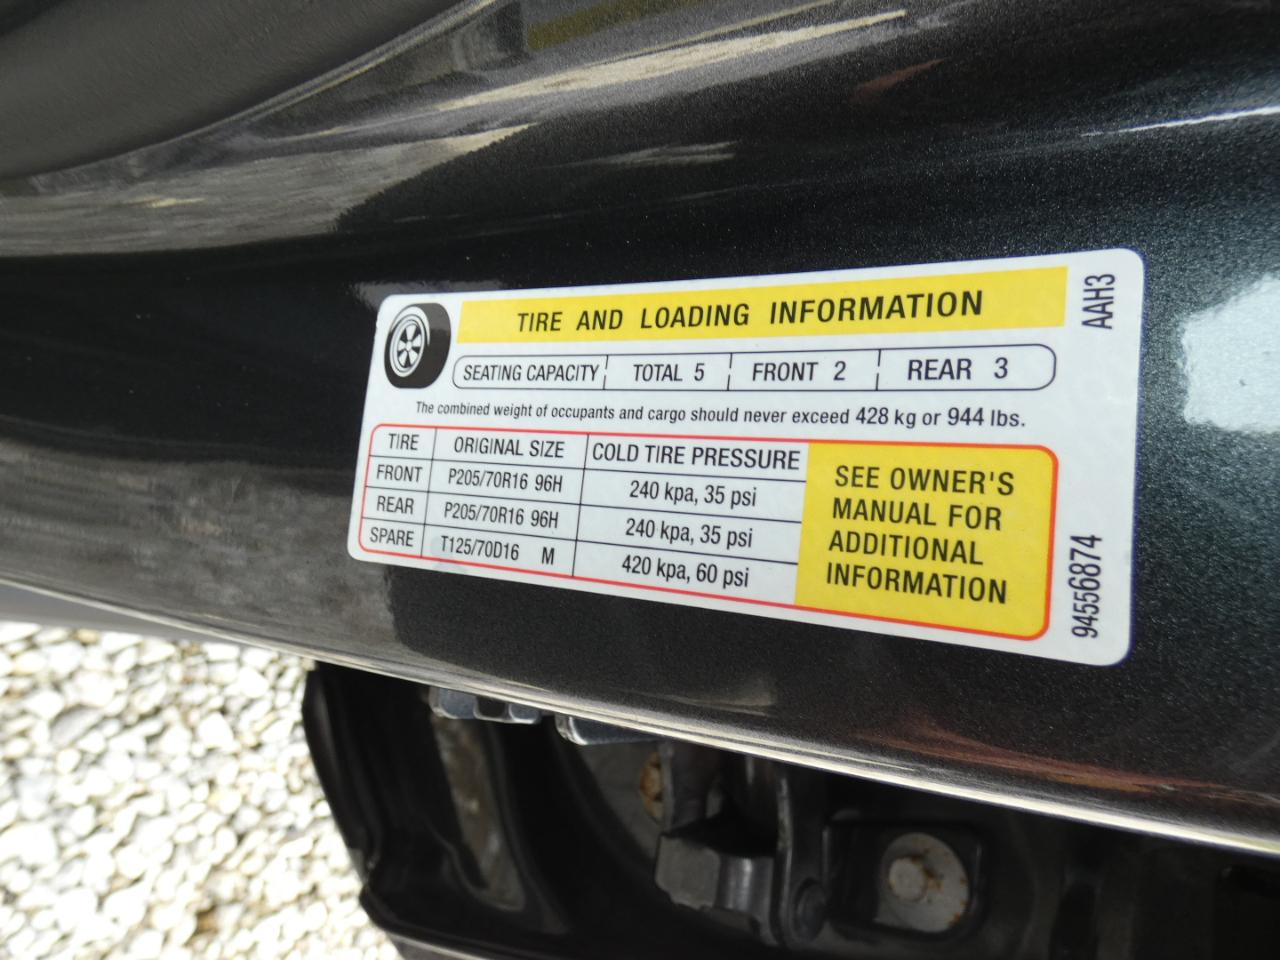 TIRE AND LOADING INFORMATION
AAH3
SEATING CAPACITY TOTAL 5 FRONT 2 REAR 3
The combined weight of occupants and cargo should never exceed 428 kg or 944 lbs.
TIRE ORIGINAL SIZE COLD TIRE PRESSURE
FRONT P205/70R16 96H 240 kpa, 35 psi
REAR P205/70R16 96H 240 kpa, 35 psi
SPARE T125/70D16 M 420 kpa, 60 psi
SEE OWNER'S
MANUAL FOR
ADDITIONAL
INFORMATION
94556874